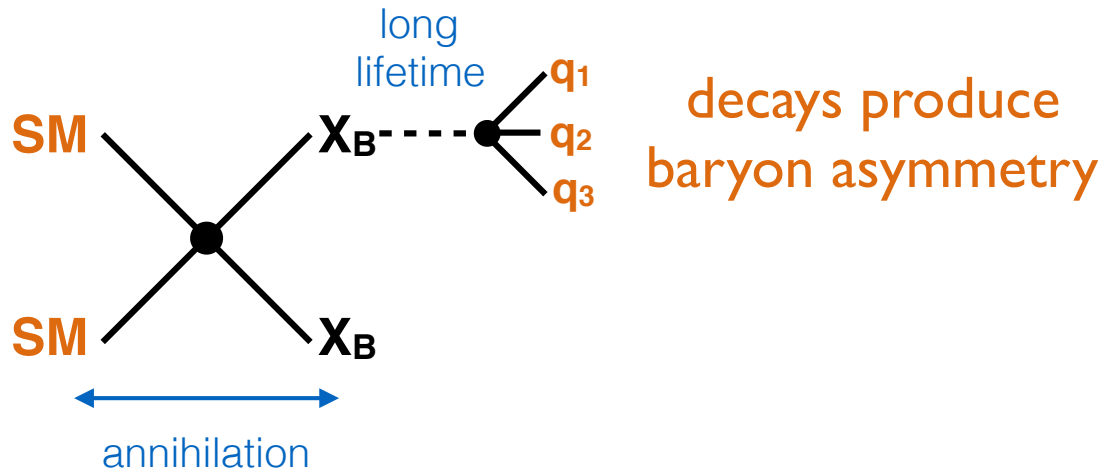 long
lifetime
q1
SM
XB
q2
q3
decays produce
baryon asymmetry
SM
XB
annihilation